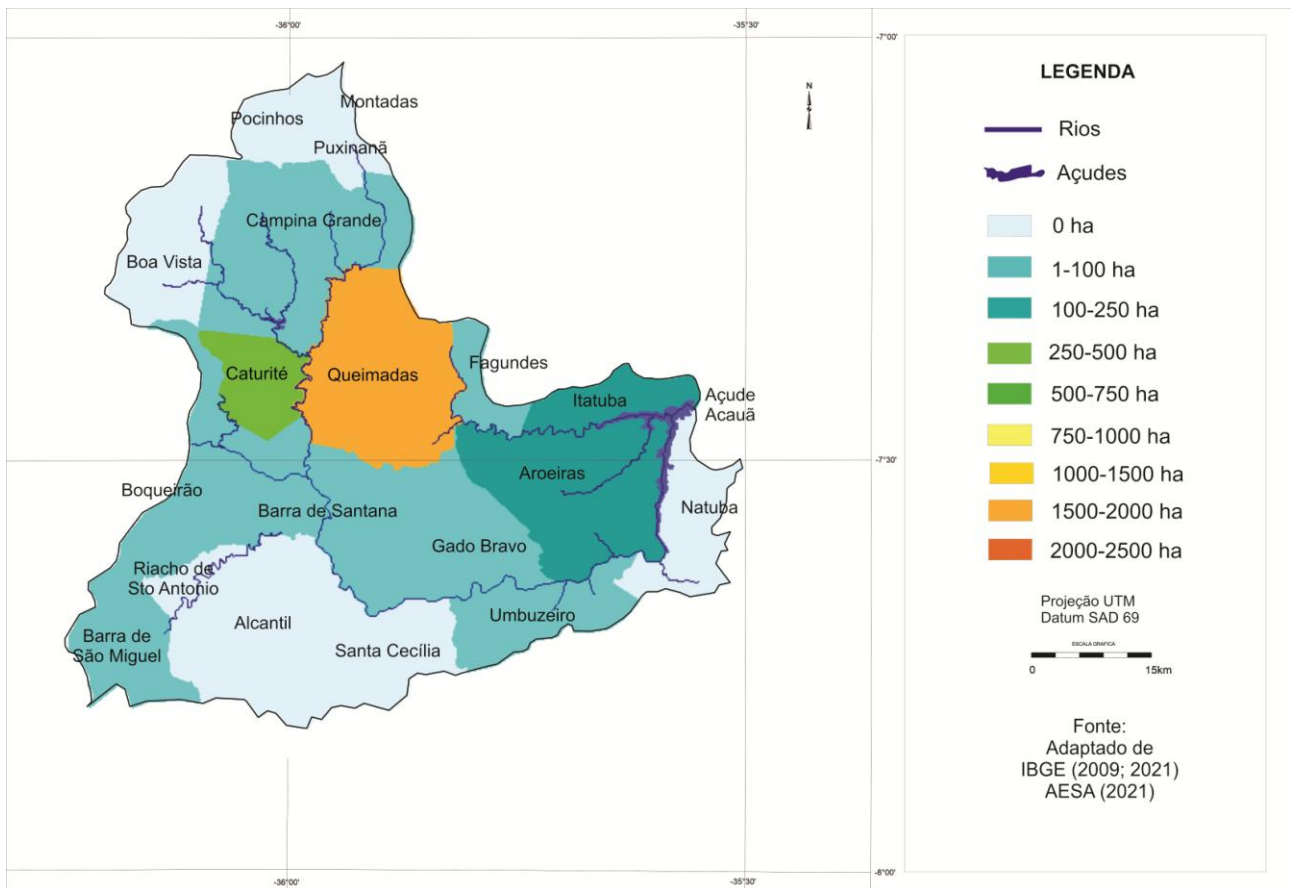 -36°00'
-35°30'
-7°00'
Montadas
Pocinhos
Puxinanã
N
Campina Grande
Boa Vista
Caturité
Queimadas
Fagundes
Itatuba
Açude
Acauã
Aroeiras
-7°30'
Boqueirão
Barra de Santana
Natuba
Gado Bravo
Riacho de
Sto Antonio
Alcantil
Umbuzeiro
Barra de
São Miguel
Santa Cecília
-36°00'
-35°30'
-8°00'
LEGENDA
Rios
Açudes
0 ha
1-100 ha
100-250 ha
250-500 ha
500-750 ha
750-1000 ha
1000-1500 ha
1500-2000 ha
2000-2500 ha
Projeção UTM
Datum SAD 69
ESCALA GRAFICA
0 15km
Fonte:
Adaptado de
IBGE (2009; 2021)
AESA (2021)